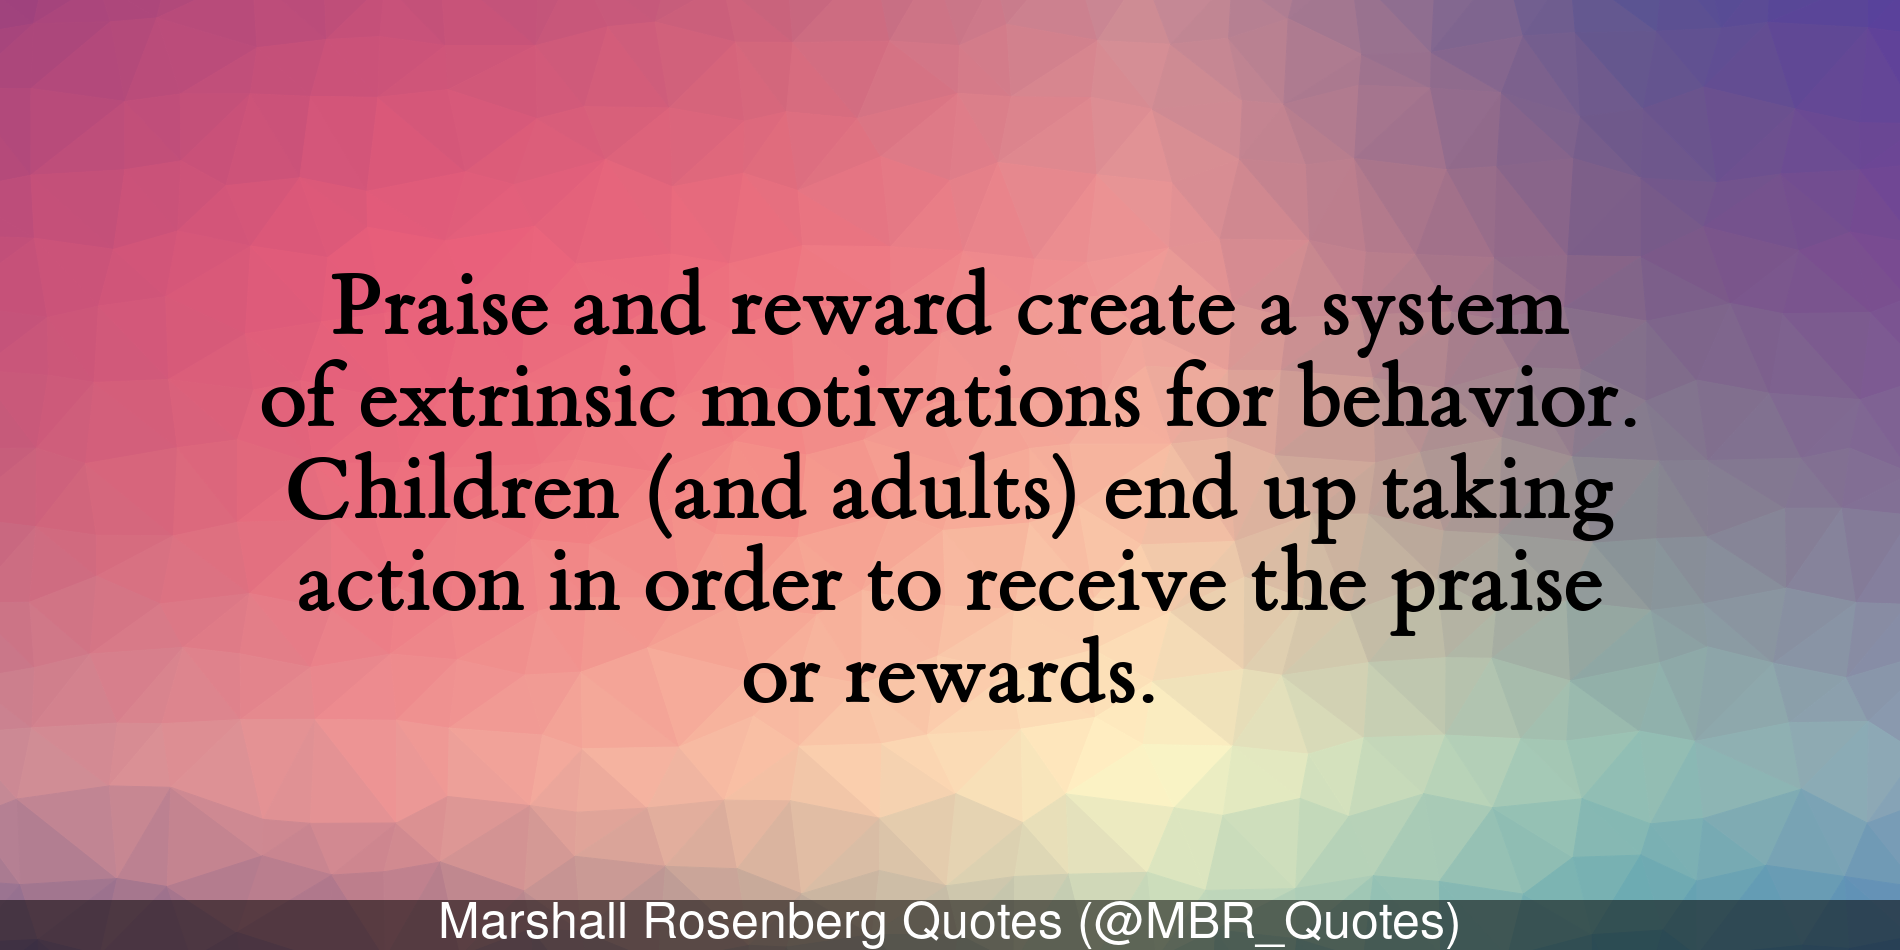 Praise and reward create a system
of extrinsic motivations for behavior.
Children (and adults) end up taking
action in order to receive the praise
or rewards.
Marshall Rosenberg Quotes (@MBR_Quotes)